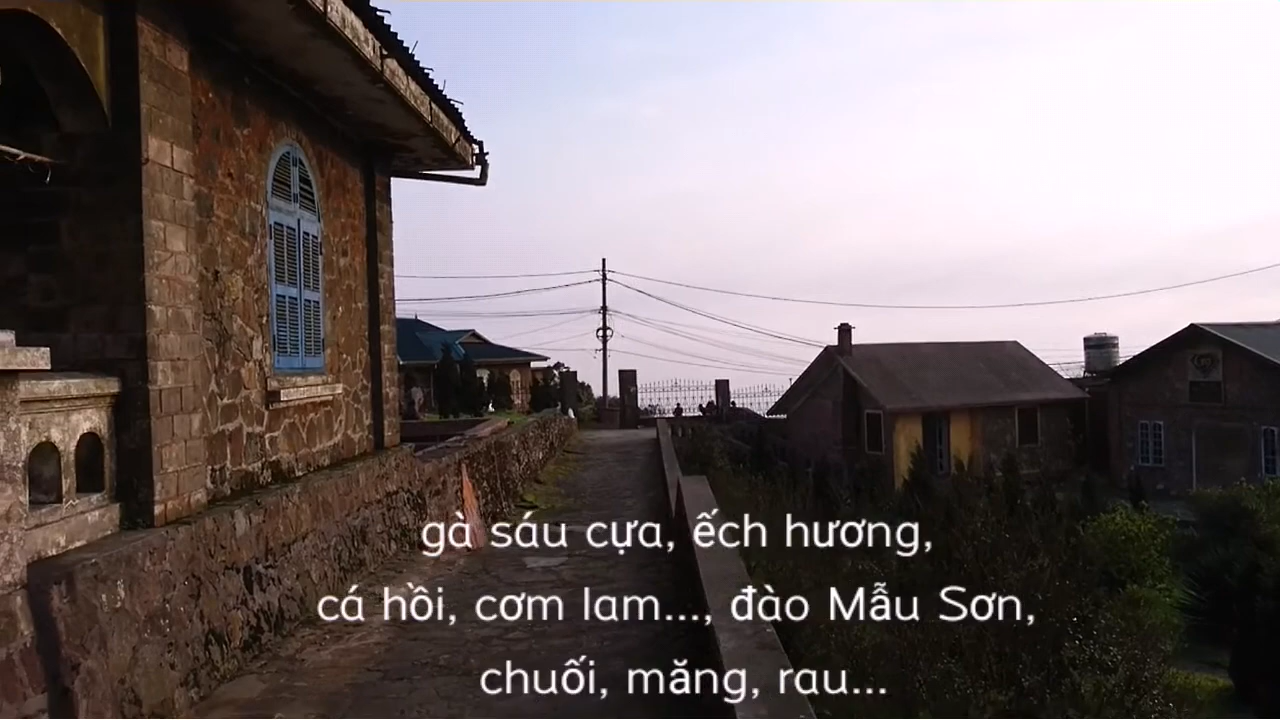 gà sáu cựa, ếch hương,
cá hồi, cơm lam..., đào Mẫu Sơn,
chuối, măng, rau...